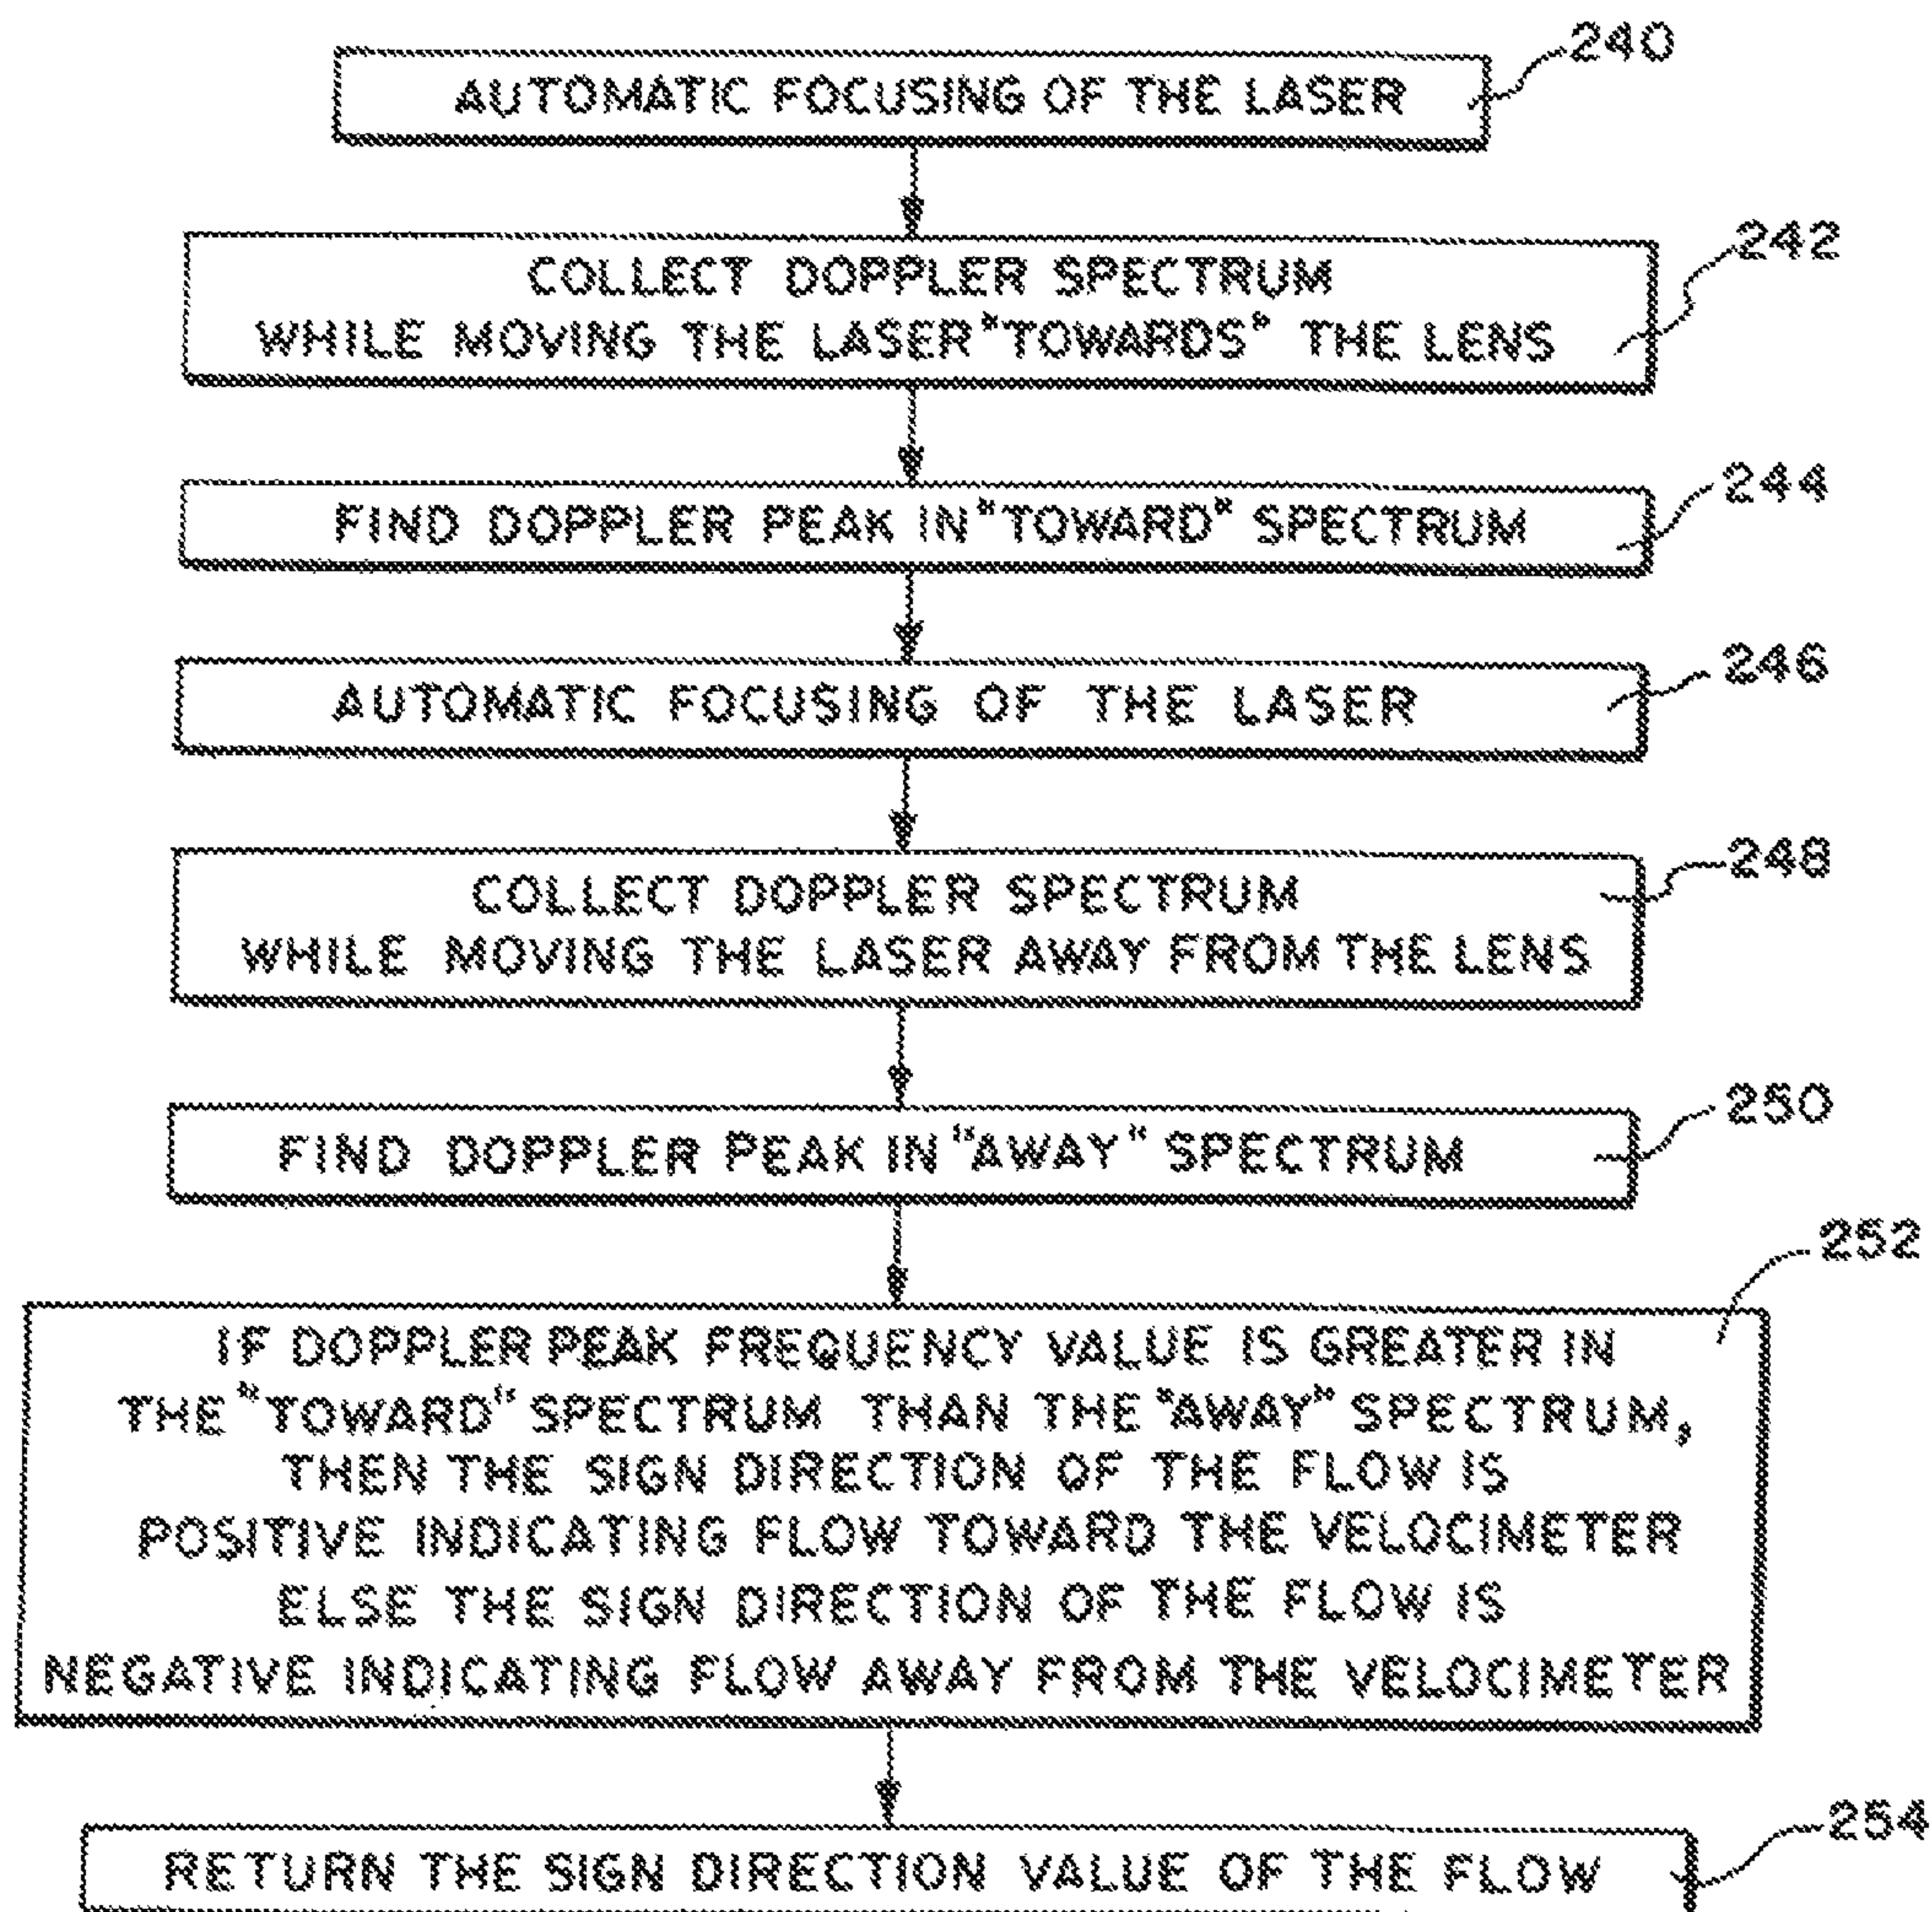 240
AUTOMATIC FOCUSING OF THE LASER
242
COLLECT DOPPLER SPECTRUM
WHILE MOVING THE LASER "TOWARDS" THE LENS
244
FIND DOPPLER PEAK IN "TOWARD" SPECTRUM
246
AUTOMATIC FOCUSING OF THE LASER
248
COLLECT DOPPLER SPECTRUM
WHILE MOVING THE LASER AWAY FROM THE LENS
250
FIND DOPPLER PEAK IN "AWAY" SPECTRUM
252
IF DOPPLER PEAK FREQUENCY VALUE IS GREATER IN
THE "TOWARD" SPECTRUM THAN THE "AWAY" SPECTRUM,
THEN THE SIGN DIRECTION OF THE FLOW IS
POSITIVE INDICATING FLOW TOWARD THE VELOCIMETER
ELSE THE SIGN DIRECTION OF THE FLOW IS
NEGATIVE INDICATING FLOW AWAY FROM THE VELOCIMETER
254
RETURN THE SIGN DIRECTION VALUE OF THE FLOW